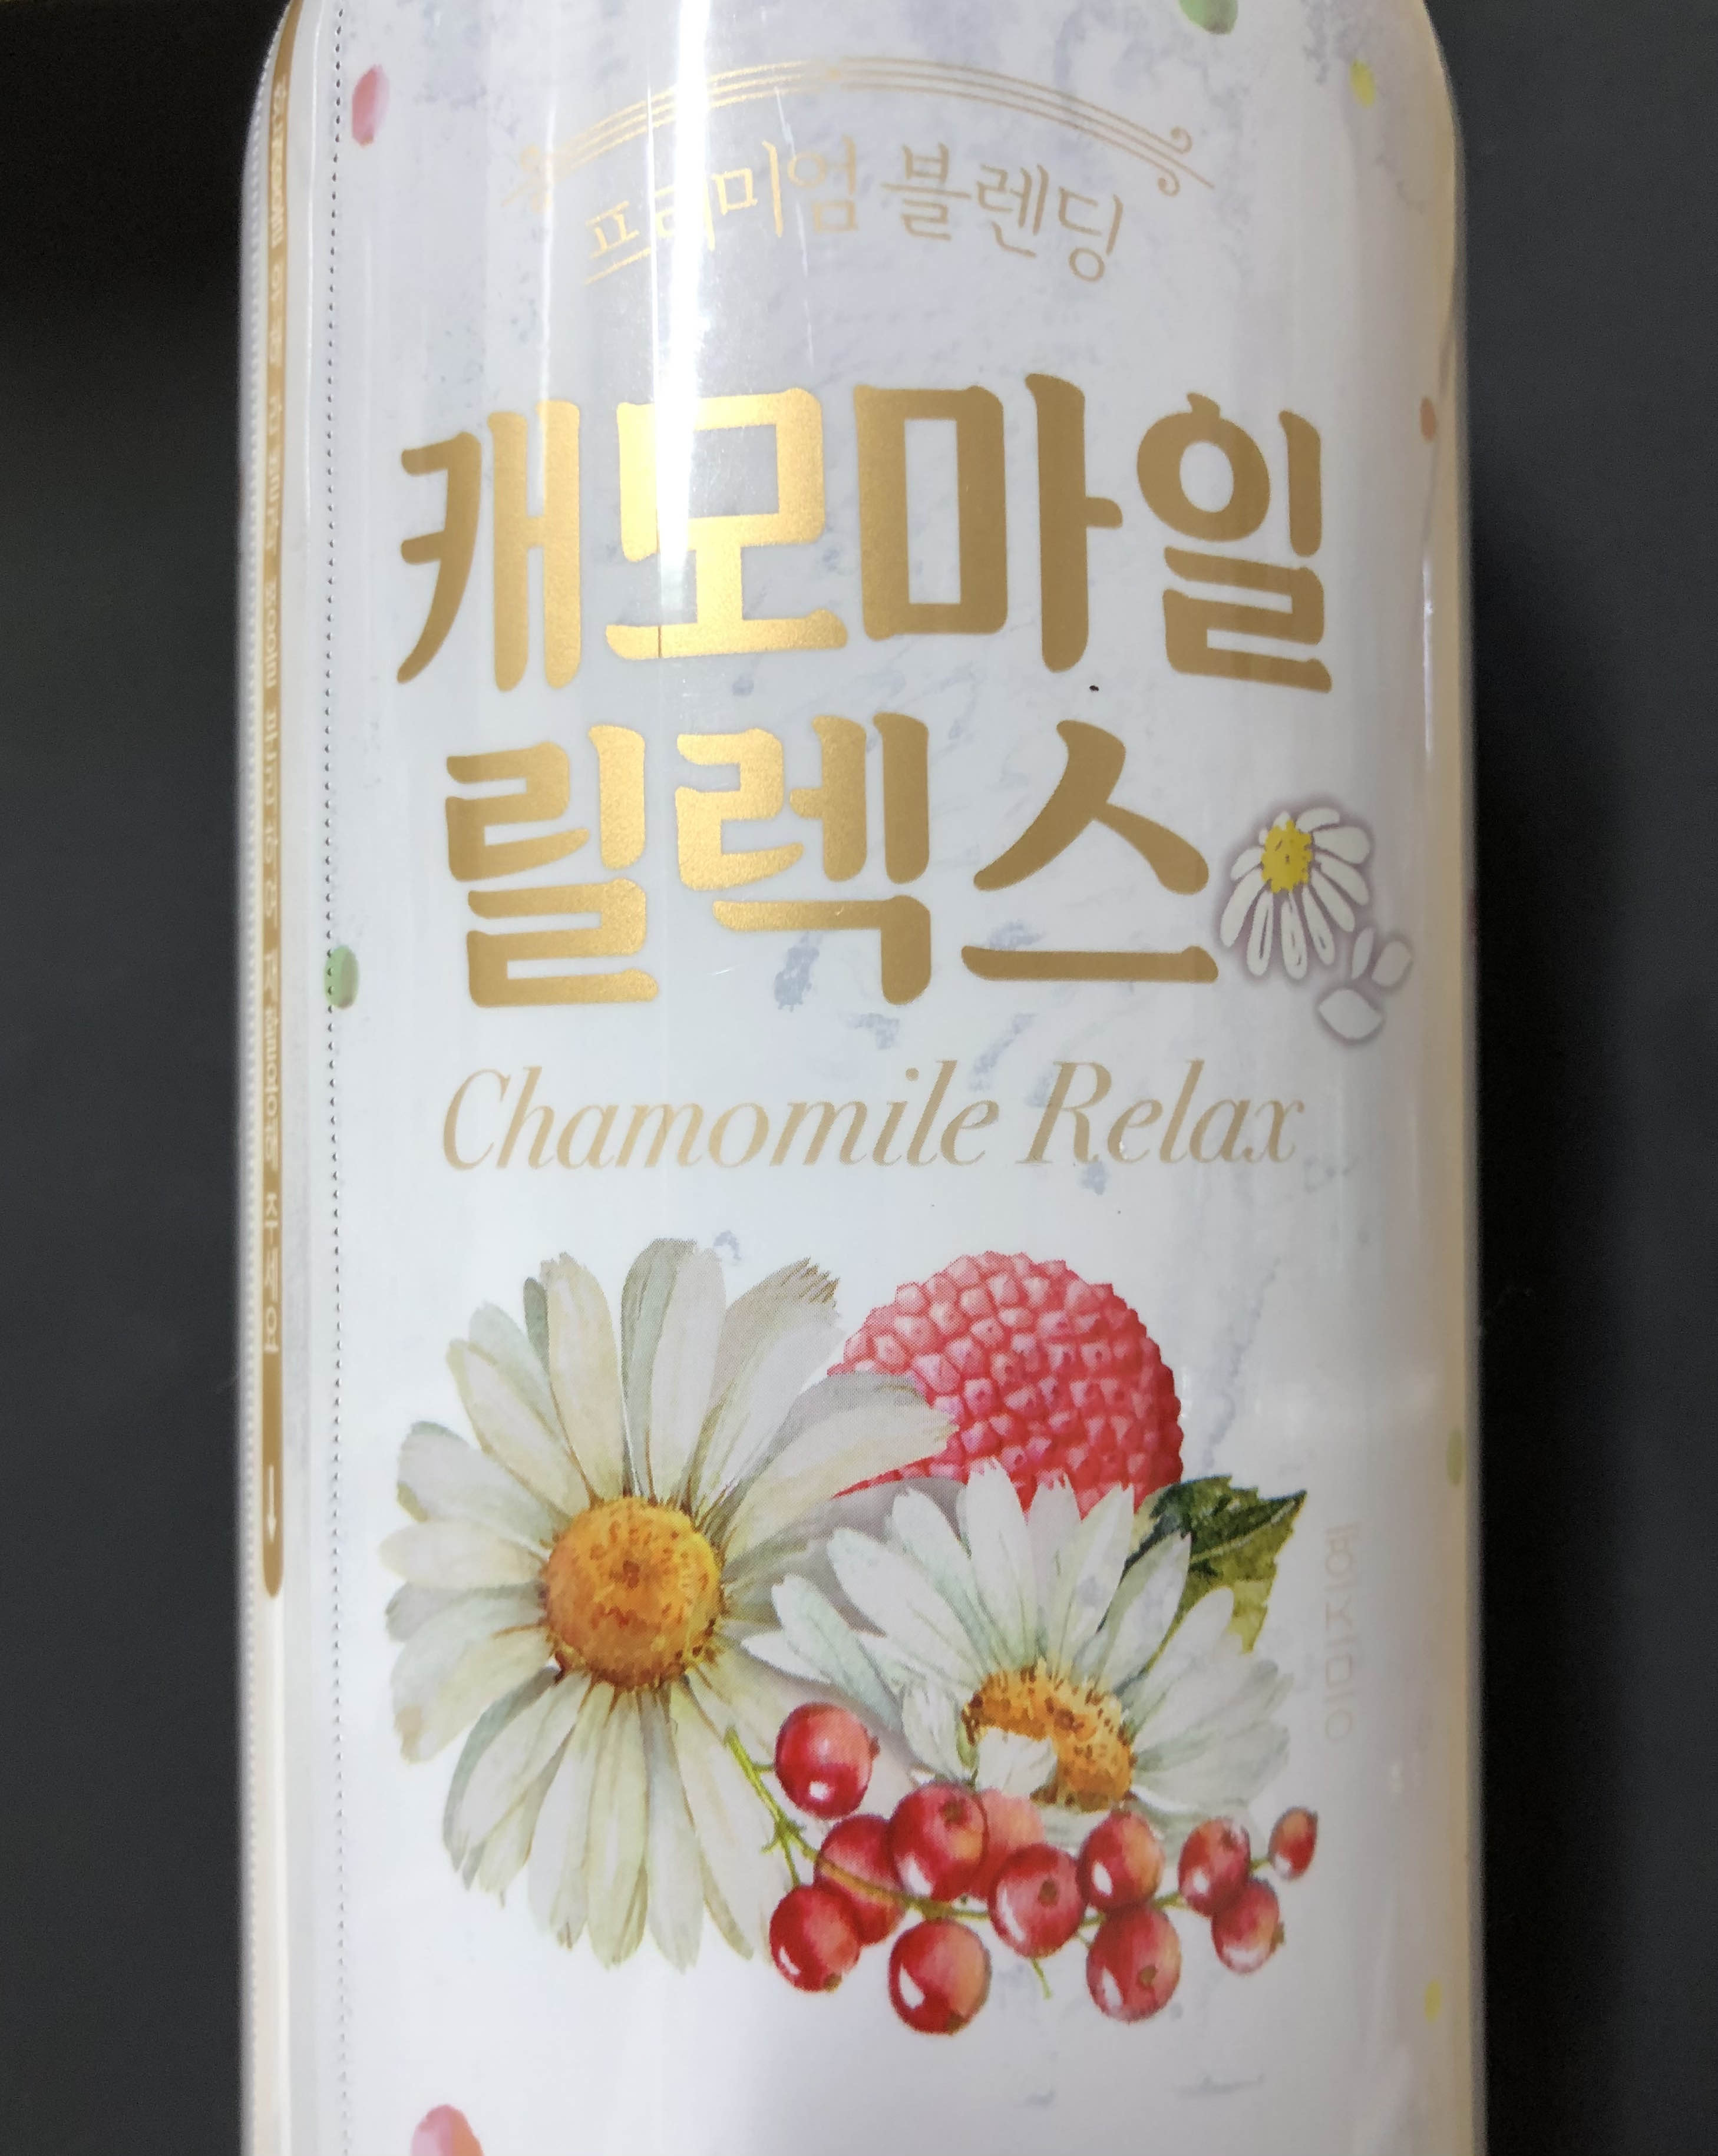 프리미엄 블렌딩
캐모마일
릴렉스
Chamomile Relax